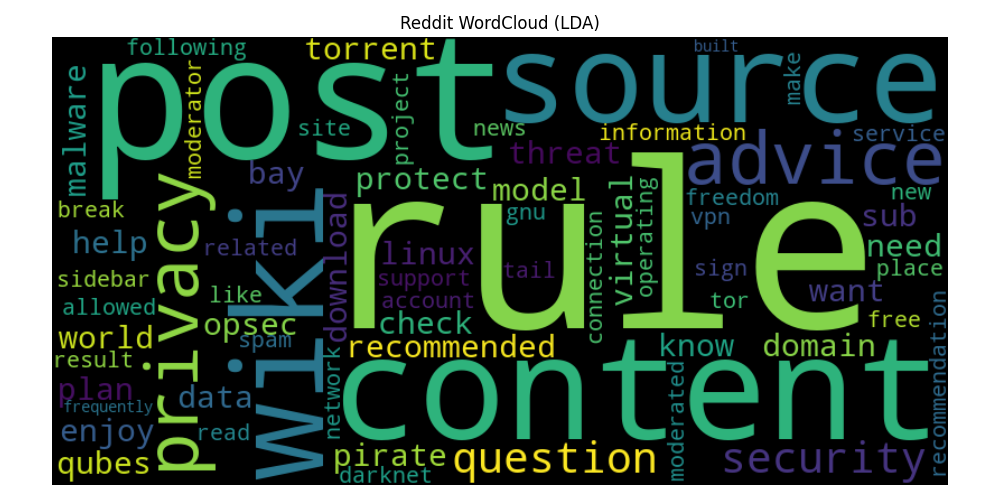 Reddit WordCloud (LDA)
following
torrent
built
post
source
moderator
malware
project
make
site
news
information
service
threat
advice
bay
protect
model
freedom
new
break
privacy
wiki
download
gnu
rule
virtual
operating
vpn
sub
help
related
linux
connection
need
sidebar
support
tail
sign
place
allowed
like
account
tor
want
world
opsec
check
free
spam
recommended
know
domain
result
plan
data
network
content
moderated
recommendation
frequently
enjoy
read
qubes
pirate
question
security
darknet